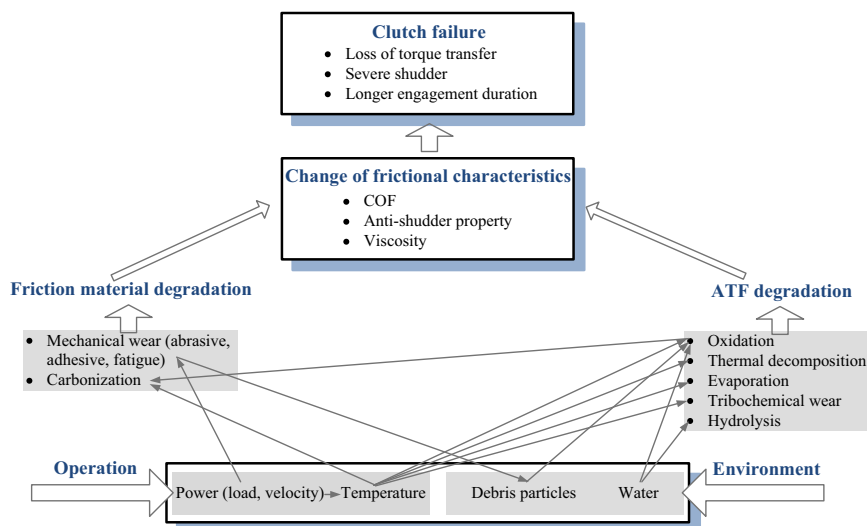 Clutch failure
• Loss of torque transfer
• Severe shudder
• Longer engagement duration
Change of frictional characteristics
• COF
• Anti-shudder property
• Viscosity
Friction material degradation
• Mechanical wear (abrasive,
adhesive, fatigue)
• Carbonization
ATF degradation
• Oxidation
• Thermal decomposition
• Evaporation
• Tribochemical wear
• Hydrolysis
Operation
Environment
Power (load, velocity)
Temperature
Debris particles
Water